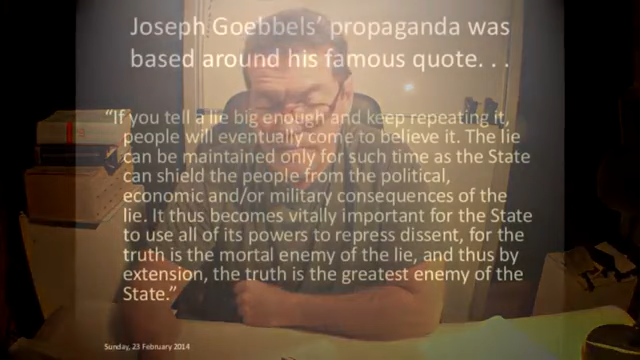 Joseph Goebbels’ propaganda was
based around his famous quote. . .
“If you tell a lie big enough and keep repeating it,
people will eventually come to believe it. The lie
can be maintained only for such time as the State
can shield the people from the political,
economic and/or military consequences of the
lie. It thus becomes vitally important for the State
to use all of its powers to repress dissent, for the
truth is the mortal enemy of the lie, and thus by
extension, the truth is the greatest enemy of the
State.”
Sunday, 23 February 2014